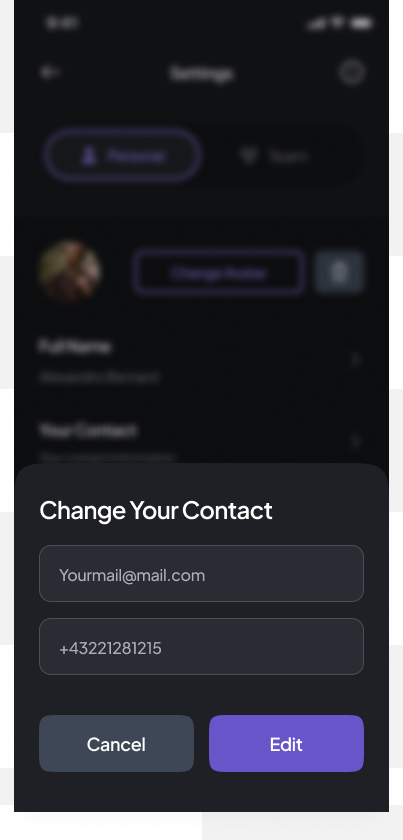 9:41
Settings
Personal
Team
Change Avatar
Full Name
Alexandra Bernard
Your Contact
Change Your Contact
Yourmail@mail.com
+43221281215
Cancel
Edit